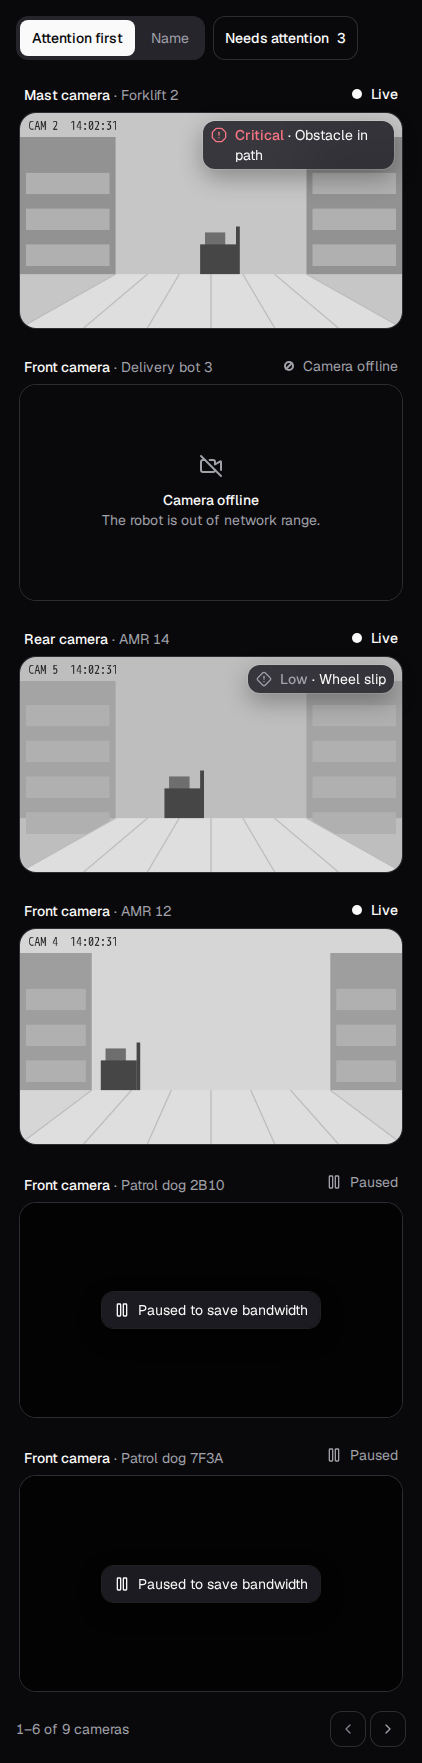 Attention first Name Needs attention 3
Mast camera · Forklift 2 Live
CAM 2 14:02:31
Critical · Obstacle in
path
Front camera · Delivery bot 3 Camera offline
Camera offline
The robot is out of network range.
Rear camera · AMR 14 Live
CAM 5 14:02:31
Low · Wheel slip
Front camera · AMR 12 Live
CAM 4 14:02:31
Front camera · Patrol dog 2B10 Paused
Paused to save bandwidth
Front camera · Patrol dog 7F3A Paused
Paused to save bandwidth
1–6 of 9 cameras